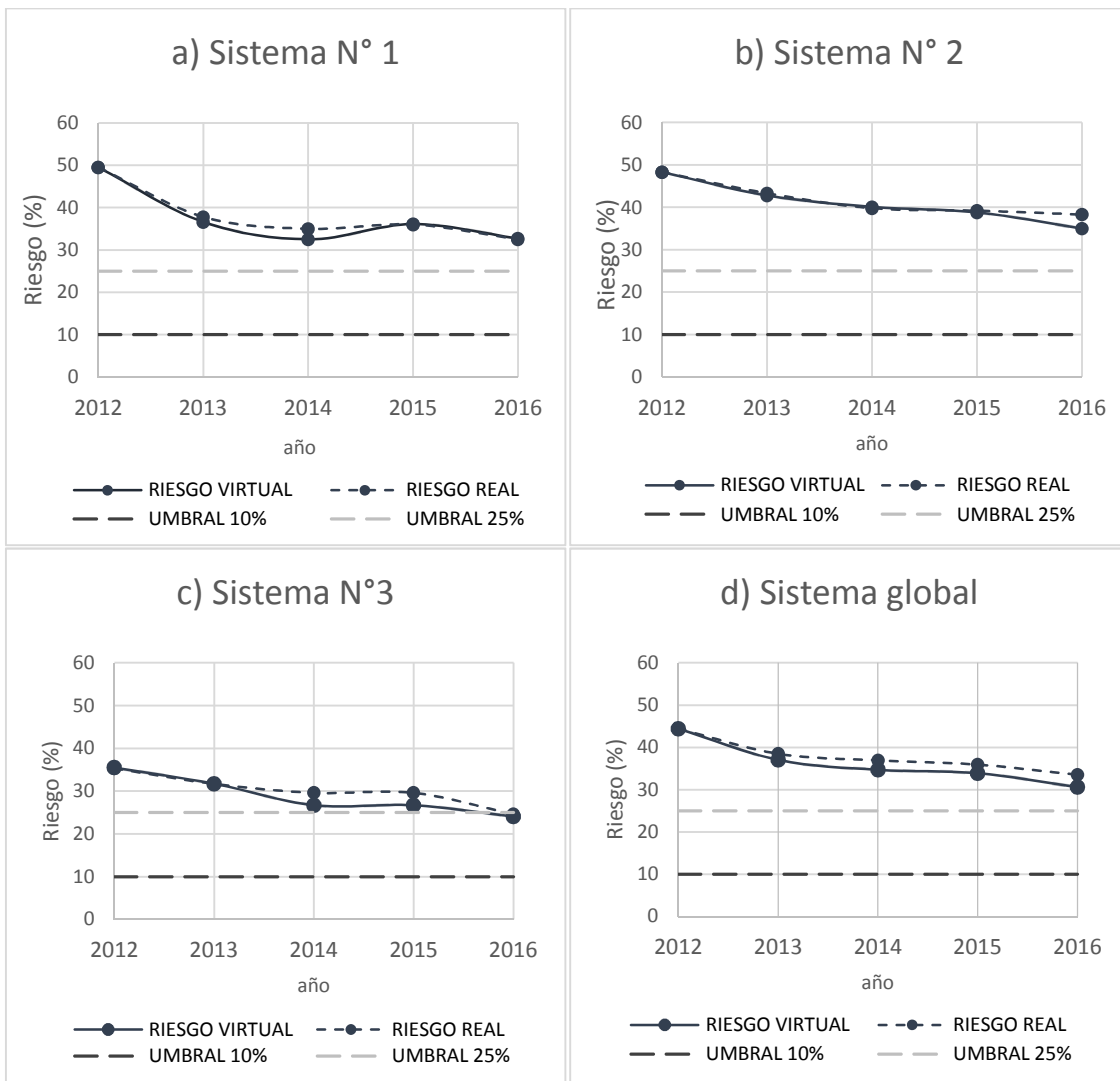 a) Sistema N° 1
60
50
40
30
20
10
0
Riesgo (%)
2012 2013 2014 2015 2016
año
RIESGO VIRTUAL RIESGO REAL
UMBRAL 10% UMBRAL 25%
b) Sistema N° 2
60
50
40
30
20
10
0
Riesgo (%)
2012 2013 2014 2015 2016
año
RIESGO VIRTUAL RIESGO REAL
UMBRAL 10% UMBRAL 25%
c) Sistema N°3
60
50
40
30
20
10
0
Riesgo (%)
2012 2013 2014 2015 2016
año
RIESGO VIRTUAL RIESGO REAL
UMBRAL 10% UMBRAL 25%
d) Sistema global
60
50
40
30
20
10
0
Riesgo (%)
2012 2013 2014 2015 2016
año
RIESGO VIRTUAL RIESGO REAL
UMBRAL 10% UMBRAL 25%